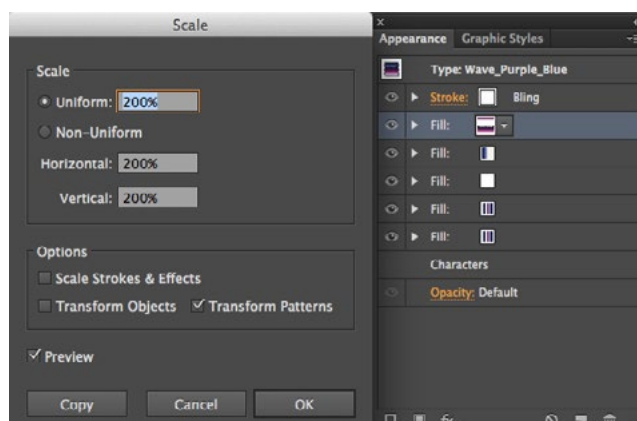 Scale
Scale
Uniform: 200%
Non-Uniform
Horizontal: 200%
Vertical: 200%
Options
Scale Strokes & Effects
Transform Objects Transform Patterns
Preview
Copy Cancel OK
Appearance Graphic Styles
Type: Wave_Purple_Blue
Stroke: Bling
Fill:
Fill:
Fill:
Fill:
Fill:
Characters
Opacity: Default
fx